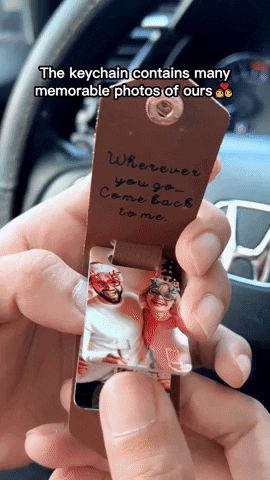 The keychain contains many
memorable photos of ours👩‍❤️‍👨
Wherever
you go_
Come back
to me.